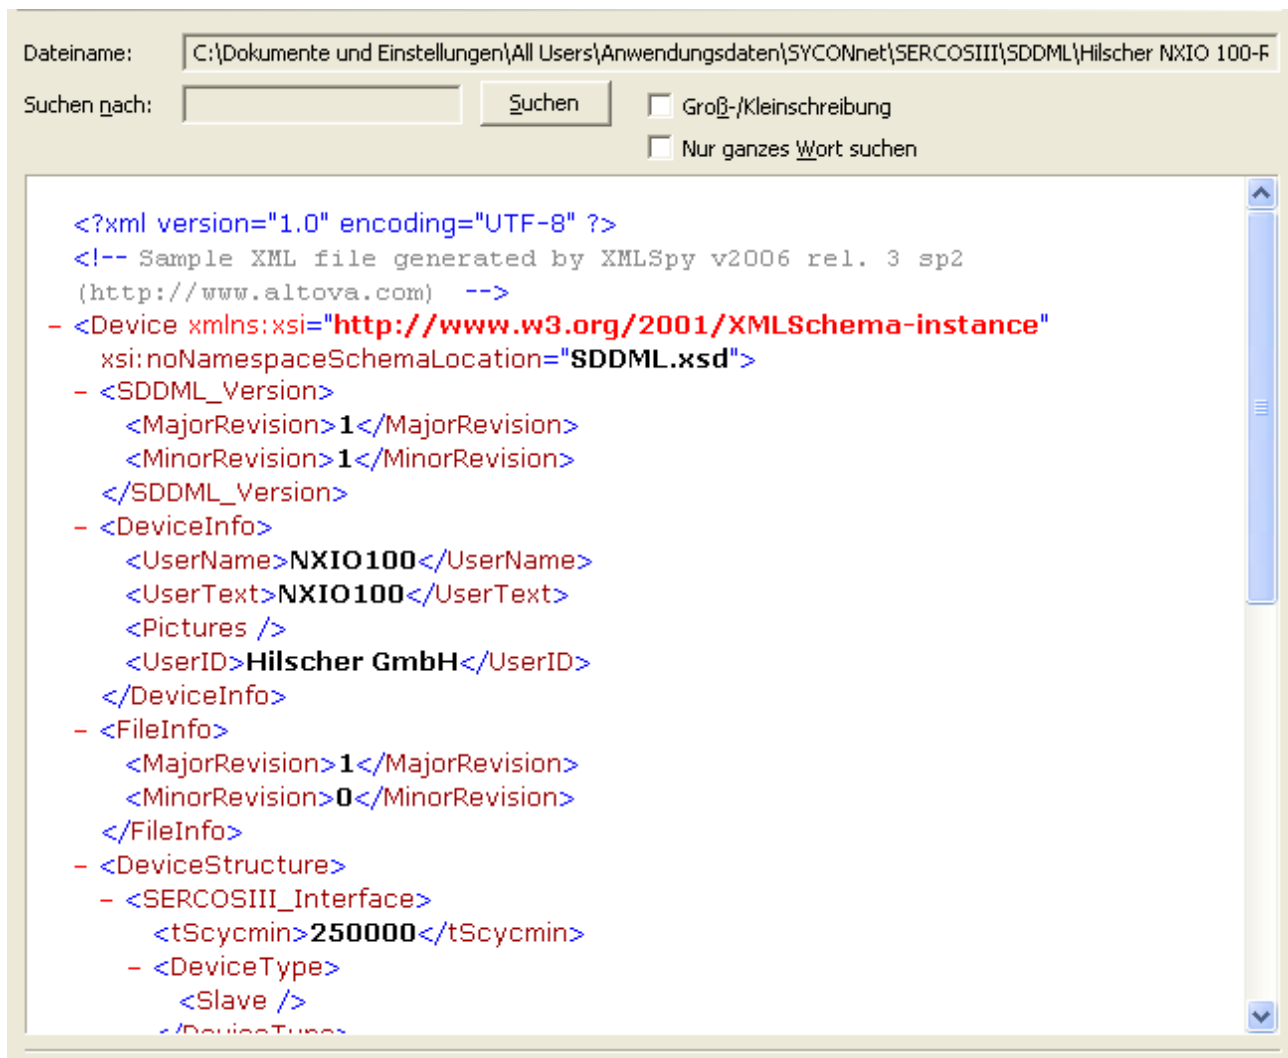 Dateiname: C:\Dokumente und Einstellungen\All Users\Anwendungsdaten\SYCONnet\SERCOSIII\SDDML\Hilscher NXIO 100-R
Suchen nach: Suchen Groß-/Kleinschreibung
Nur ganzes Wort suchen
<?xml version="1.0" encoding="UTF-8" ?>
<!-- Sample XML file generated by XMLSpy v2006 rel. 3 sp2
(http://www.altova.com) -->
- <Device xmlns:xsi="http://www.w3.org/2001/XMLSchema-instance"
xsi:noNamespaceSchemaLocation="SDDML.xsd">
- <SDDML_Version>
<MajorRevision>1</MajorRevision>
<MinorRevision>1</MinorRevision>
</SDDML_Version>
- <DeviceInfo>
<UserName>NXIO100</UserName>
<UserText>NXIO100</UserText>
<Pictures />
<UserID>Hilscher GmbH</UserID>
</DeviceInfo>
- <FileInfo>
<MajorRevision>1</MajorRevision>
<MinorRevision>0</MinorRevision>
</FileInfo>
- <DeviceStructure>
- <SERCOSIII_Interface>
<tScycmin>250000</tScycmin>
- <DeviceType>
<Slave />
</DeviceType>